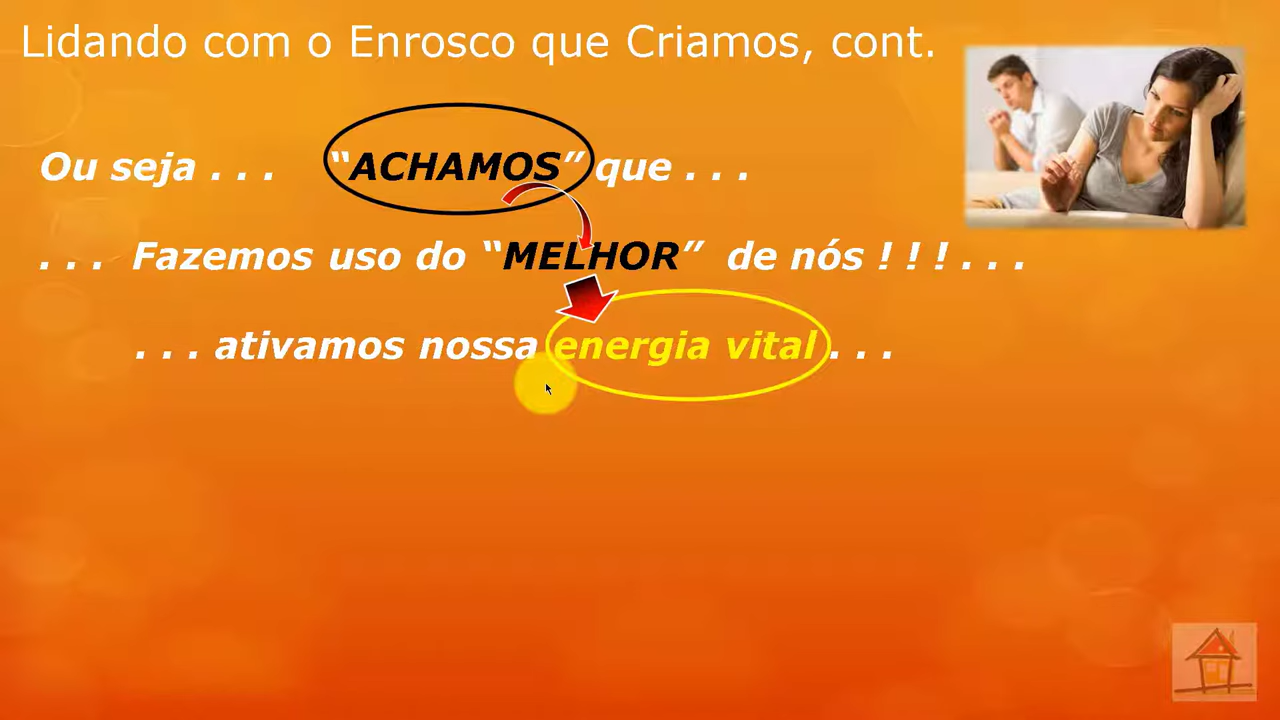 Lidando com o Enrosco que Criamos, cont.
Ou seja . . . “ACHAMOS” que . . .
. . . Fazemos uso do “MELHOR” de nós ! ! ! . . .
. . . ativamos nossa energia vital . . .